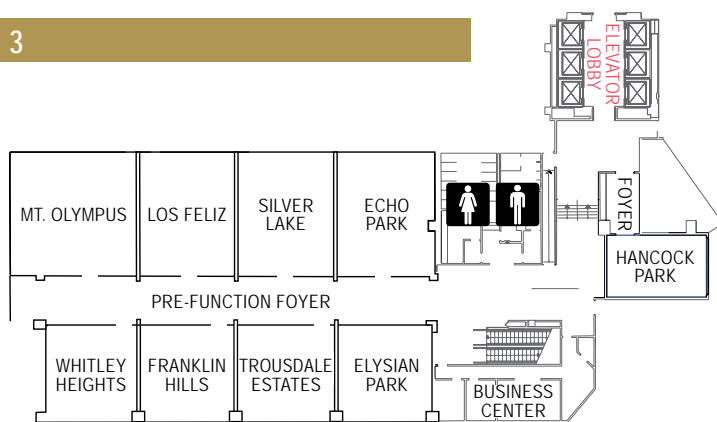 3
ELEVATOR
LOBBY
MT. OLYMPUS
LOS FELIZ
SILVER
LAKE
ECHO
PARK
FOYER
HANCOCK
PARK
PRE-FUNCTION FOYER
WHITLEY
HEIGHTS
FRANKLIN
HILLS
TROUSDALE
ESTATES
ELYSIAN
PARK
BUSINESS
CENTER